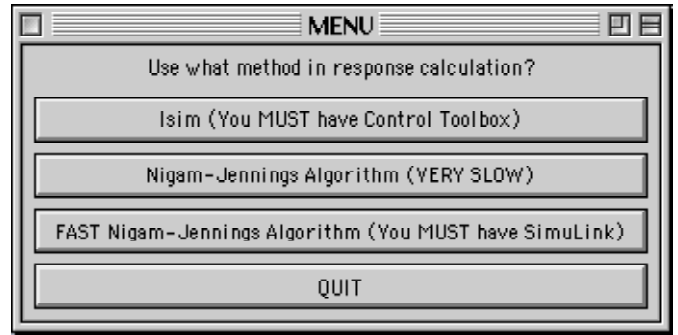 MENU
Use what method in response calculation?
lsim (You MUST have Control Toolbox)
Nigam-Jennings Algorithm (VERY SLOW)
FAST Nigam-Jennings Algorithm (You MUST have SimuLink)
QUIT